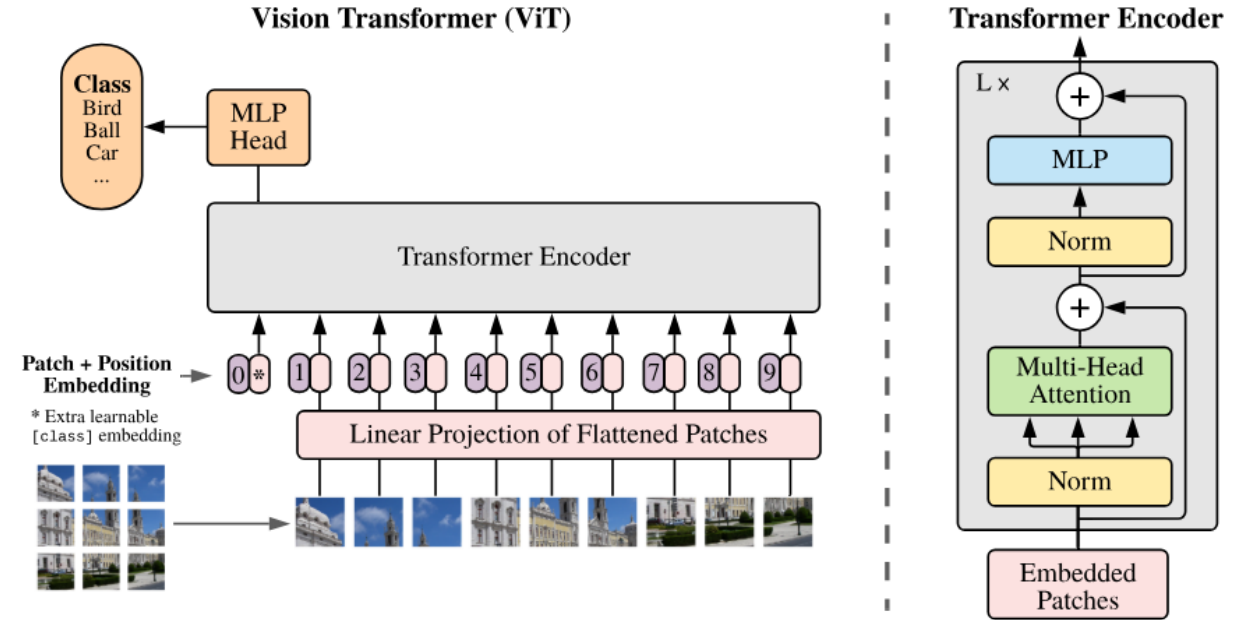 Vision Transformer (ViT)
Class
Bird
Ball
Car
...
MLP
Head
Transformer Encoder
Patch + Position
Embedding
* Extra learnable
[class] embedding
0 * 1 2 3 4 5 6 7 8 9
Linear Projection of Flattened Patches
Transformer Encoder
L ×
+
MLP
Norm
+
Multi-Head
Attention
Norm
Embedded
Patches